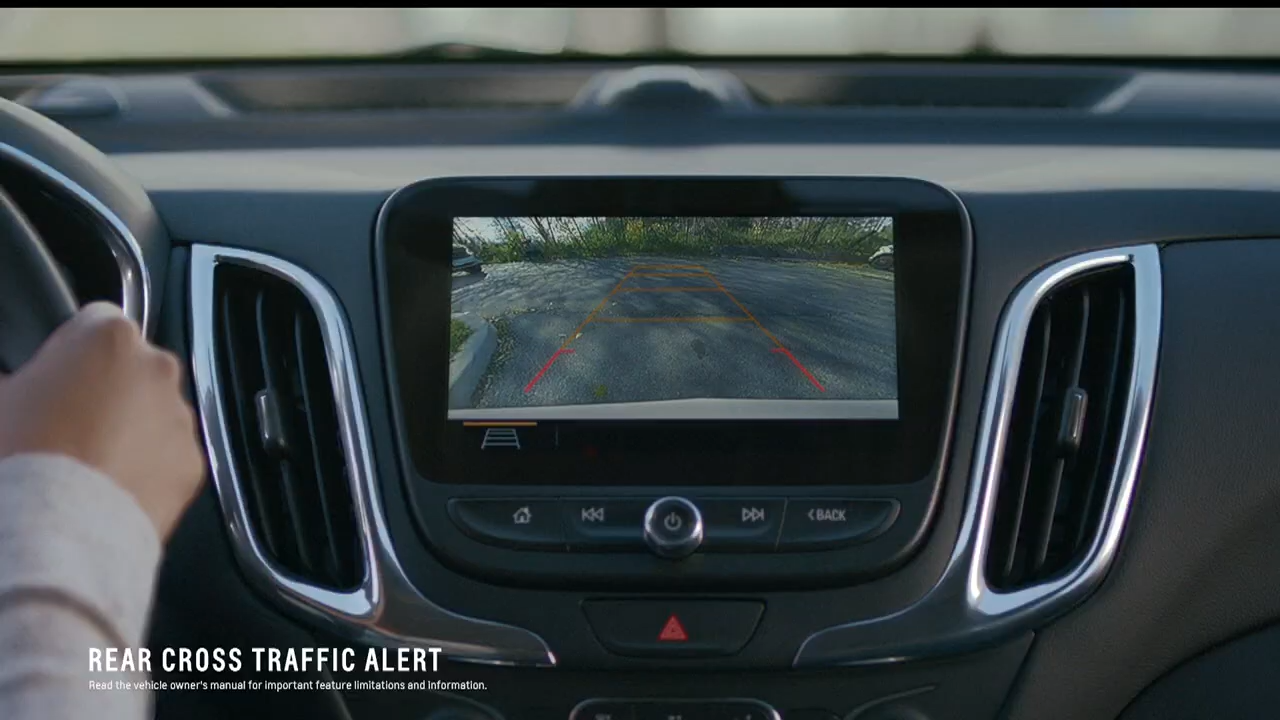 <BACK
REAR CROSS TRAFFIC ALERT
Read the vehicle owner's manual for important feature limitations and information.